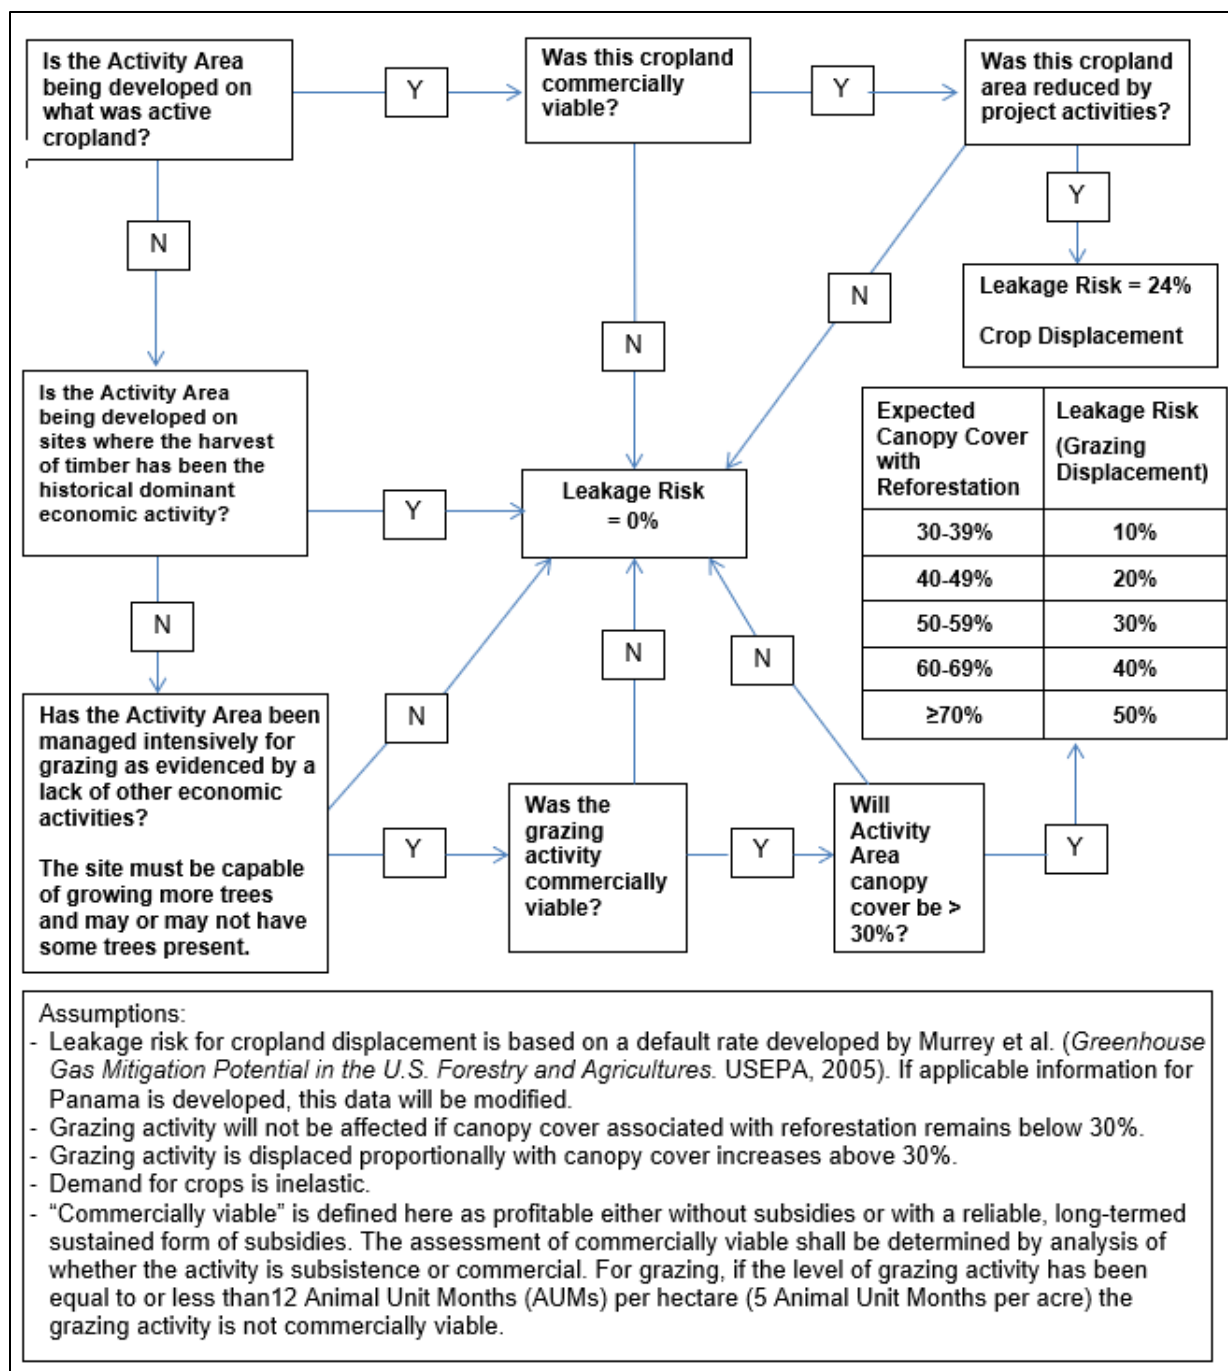 Is the Activity Area
being developed on
what was active
cropland?
Y
Was this cropland
commercially
viable?
Y
Was this cropland
area reduced by
project activities?
N
Y
N
N
Leakage Risk = 24%
Crop Displacement
Is the Activity Area
being developed on
sites where the harvest
of timber has been the
historical dominant
economic activity?
Y
Leakage Risk
= 0%
Expected
Canopy Cover
with
Reforestation
Leakage Risk
(Grazing
Displacement)
30-39% 10%
40-49% 20%
50-59% 30%
60-69% 40%
≥70% 50%
N
N
N
N
Has the Activity Area been
managed intensively for
grazing as evidenced by a
lack of other economic
activities?
The site must be capable
of growing more trees
and may or may not have
some trees present.
Y
Was the
grazing
activity
commercially
viable?
Y
Will
Activity
Area
canopy
cover be >
30%?
Y
Assumptions:
- Leakage risk for cropland displacement is based on a default rate developed by Murrey et al. (Greenhouse
Gas Mitigation Potential in the U.S. Forestry and Agricultures. USEPA, 2005). If applicable information for
Panama is developed, this data will be modified.
- Grazing activity will not be affected if canopy cover associated with reforestation remains below 30%.
- Grazing activity is displaced proportionally with canopy cover increases above 30%.
- Demand for crops is inelastic.
- “Commercially viable” is defined here as profitable either without subsidies or with a reliable, long-termed
sustained form of subsidies. The assessment of commercially viable shall be determined by analysis of
whether the activity is subsistence or commercial. For grazing, if the level of grazing activity has been
equal to or less than12 Animal Unit Months (AUMs) per hectare (5 Animal Unit Months per acre) the
grazing activity is not commercially viable.